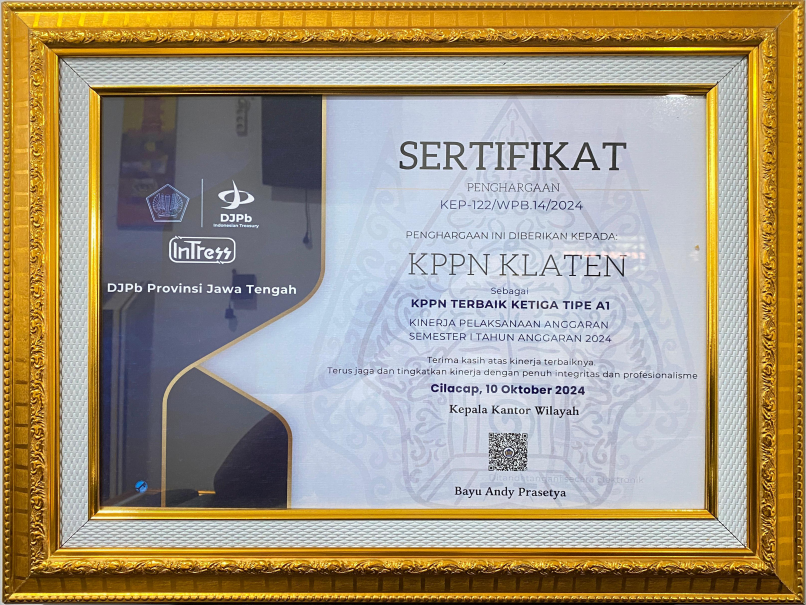 DJPb
Indonesian Treasury
InTress
DJPb Provinsi Jawa Tengah
SERTIFIKAT
PENGHARGAAN
KEP-122/WPB.14/2024
PENGHARGAAN INI DIBERIKAN KEPADA:
KPPN KLATEN
Sebagai
KPPN TERBAIK KETIGA TIPE A1
KINERJA PELAKSANAAN ANGGARAN
SEMESTER I TAHUN ANGGARAN 2024
Terima kasih atas kinerja terbaiknya.
Terus jaga dan tingkatkan kinerja dengan penuh integritas dan profesionalisme
Cilacap, 10 Oktober 2024
Kepala Kantor Wilayah
Bayu Andy Prasetya